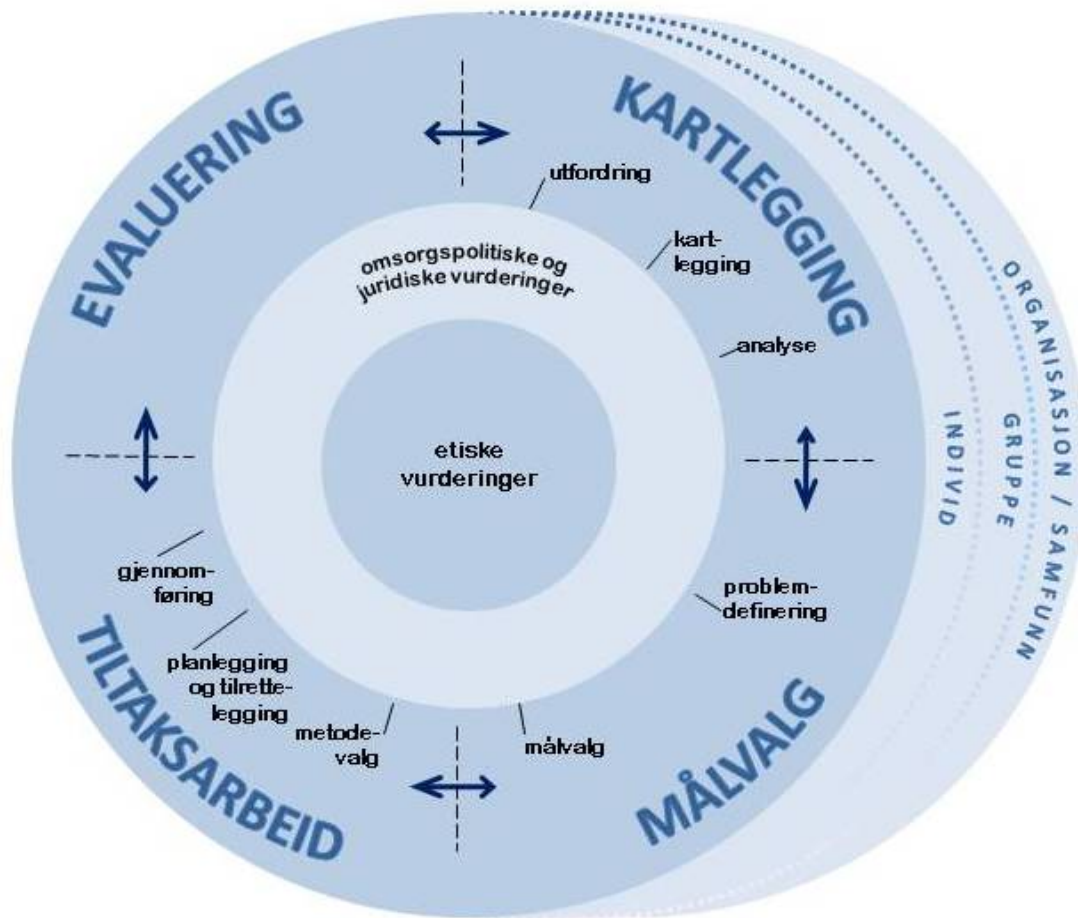 EVALUERING
KARTLEGGING
utfordring
kart-
legging
analyse
omsorgspolitiske og
juridiske vurderinger
etiske
vurderinger
INDIVID
GRUPPE
ORGANISASJON / SAMFUNN
problem-
definering
MÅLVALG
målvalg
metode-
valg
planlegging
og tilrette-
legging
gjennom-
føring
TILTAKSARBEID